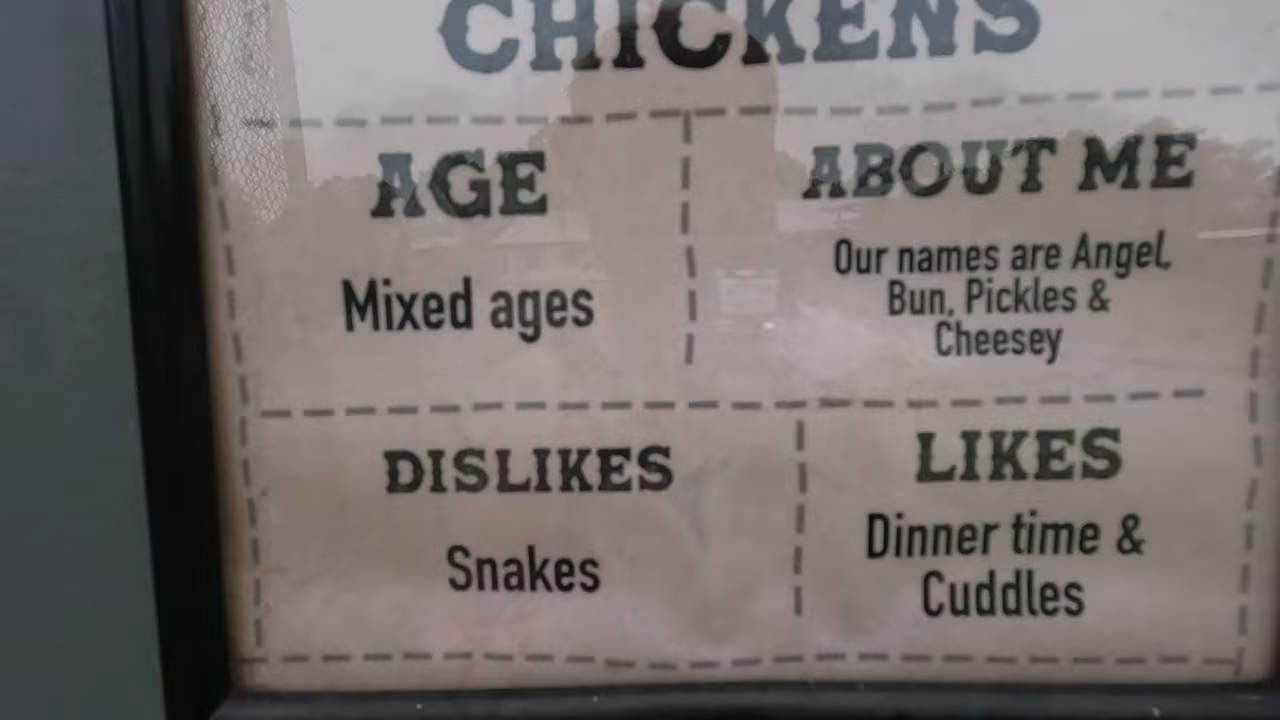 CHICKENS
AGE
Mixed ages
ABOUT ME
Our names are Angel,
Bun, Pickles &
Cheesey
DISLIKES
Snakes
LIKES
Dinner time &
Cuddles